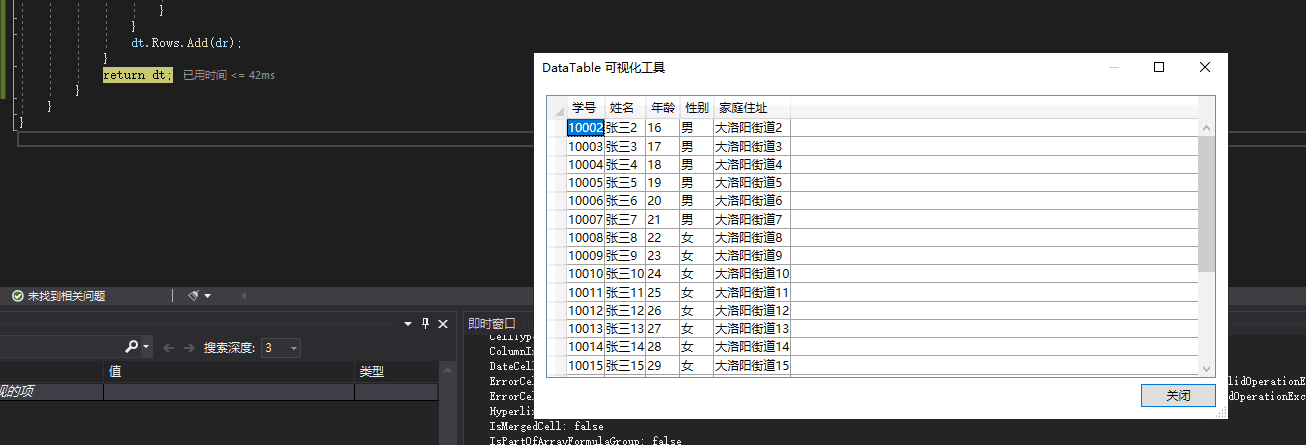 }
}
dt.Rows.Add(dr);
}
return dt; 已用时间 <= 42ms
}
}
}
DataTable 可视化工具
学号 姓名 年龄 性别 家庭住址
10002 张三2 16 男 大洛阳街道2
10003 张三3 17 男 大洛阳街道3
10004 张三4 18 男 大洛阳街道4
10005 张三5 19 男 大洛阳街道5
10006 张三6 20 男 大洛阳街道6
10007 张三7 21 男 大洛阳街道7
10008 张三8 22 女 大洛阳街道8
10009 张三9 23 女 大洛阳街道9
10010 张三10 24 女 大洛阳街道10
10011 张三11 25 女 大洛阳街道11
10012 张三12 26 女 大洛阳街道12
10013 张三13 27 女 大洛阳街道13
10014 张三14 28 女 大洛阳街道14
10015 张三15 29 女 大洛阳街道15
关闭
未找到相关问题
搜索深度: 3
值 类型
视的项
即时窗口
CellType
ColumnIn
DateCell
ErrorCel lidOperationE
ErrorCel dOperationExc
Hyperlin
IsMergedCell: false
IsPartOfArrayFormulaGroup: false